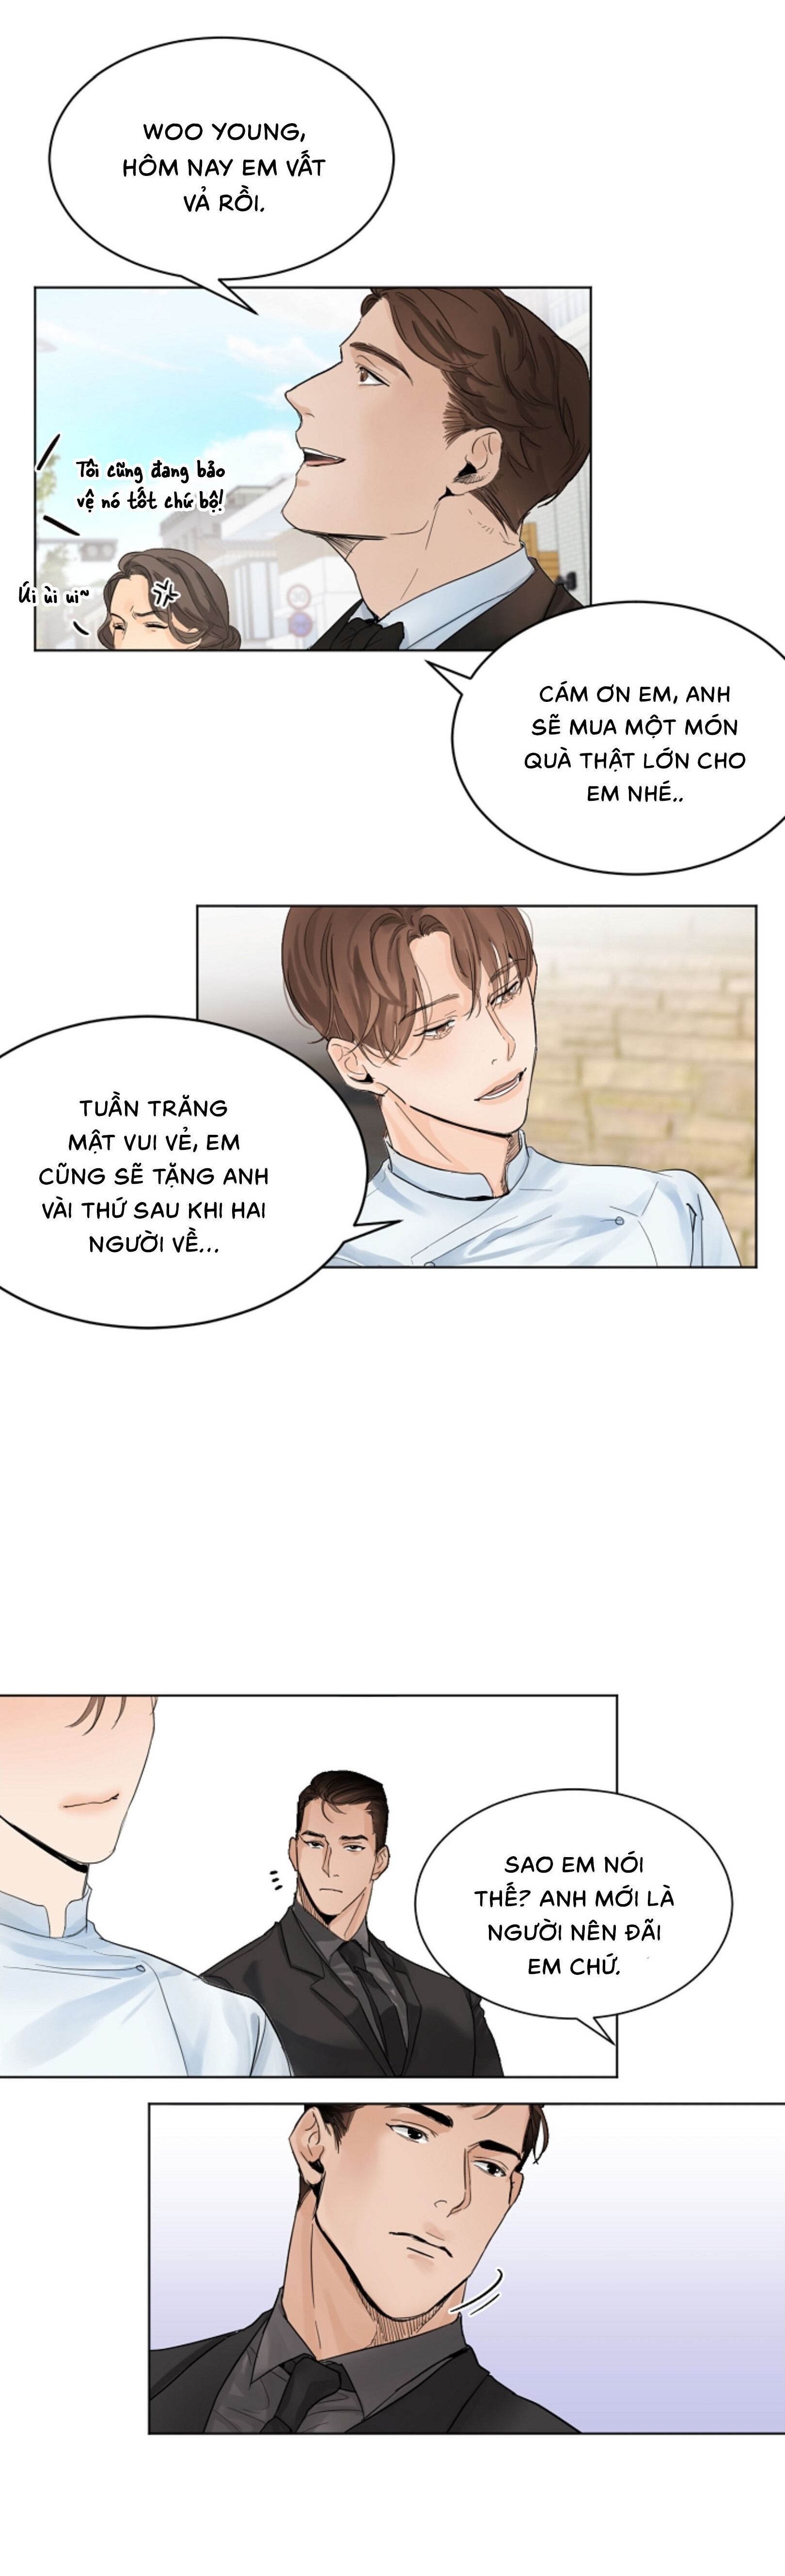 WOO YOUNG,
HÔM NAY EM VẤT
VẢ RỒI.
Tôi cũng đang bảo
vệ nó tốt chứ bộ!
Úi ùi ui~
30
CÁM ƠN EM, ANH
SẼ MUA MỘT MÓN
QUÀ THẬT LỚN CHO
EM NHÉ..
TUẦN TRĂNG
MẬT VUI VẺ, EM
CŨNG SẼ TẶNG ANH
VÀI THỨ SAU KHI HAI
NGƯỜI VỀ...
SAO EM NÓI
THẾ? ANH MỚI LÀ
NGƯỜI NÊN ĐÃI
EM CHỨ.